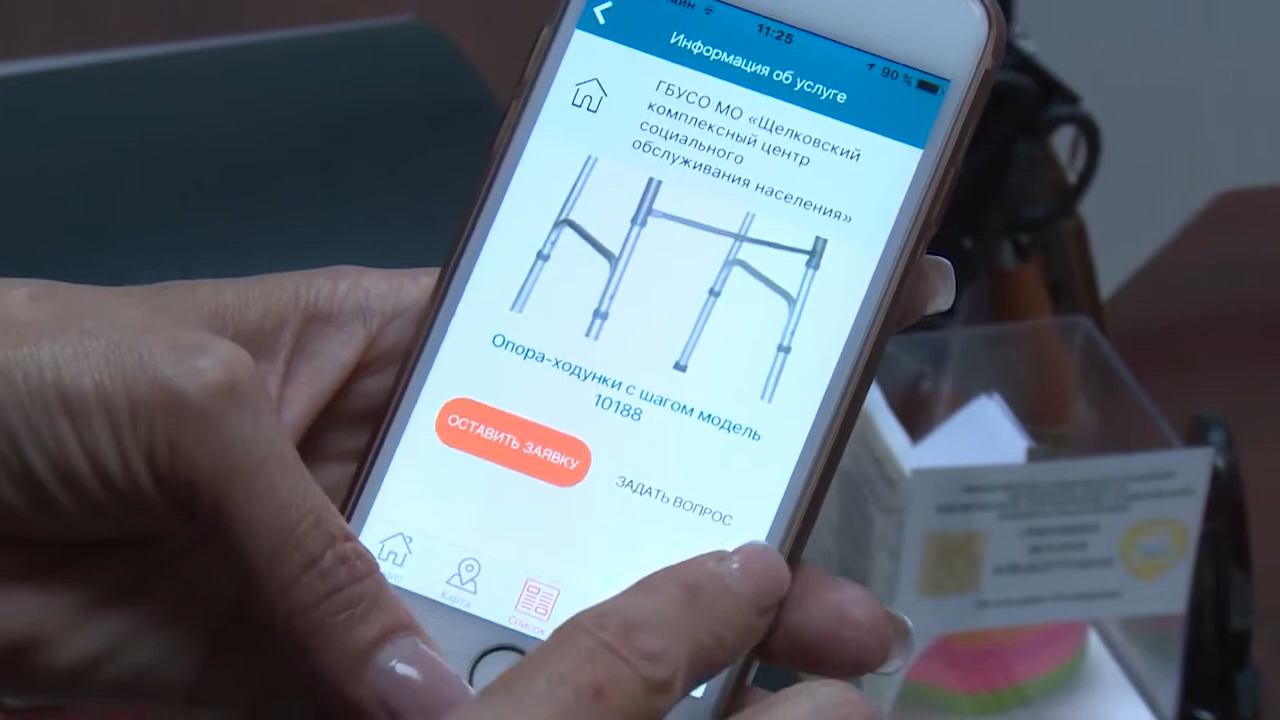 11:25
90 %
Информация об услуге
ГБУСО МО «Щелковский
комплексный центр
социального
обслуживания населения»
Опора-ходунки с шагом модель
10188
ОСТАВИТЬ ЗАЯВКУ
ЗАДАТЬ ВОПРОС
Карта
Список